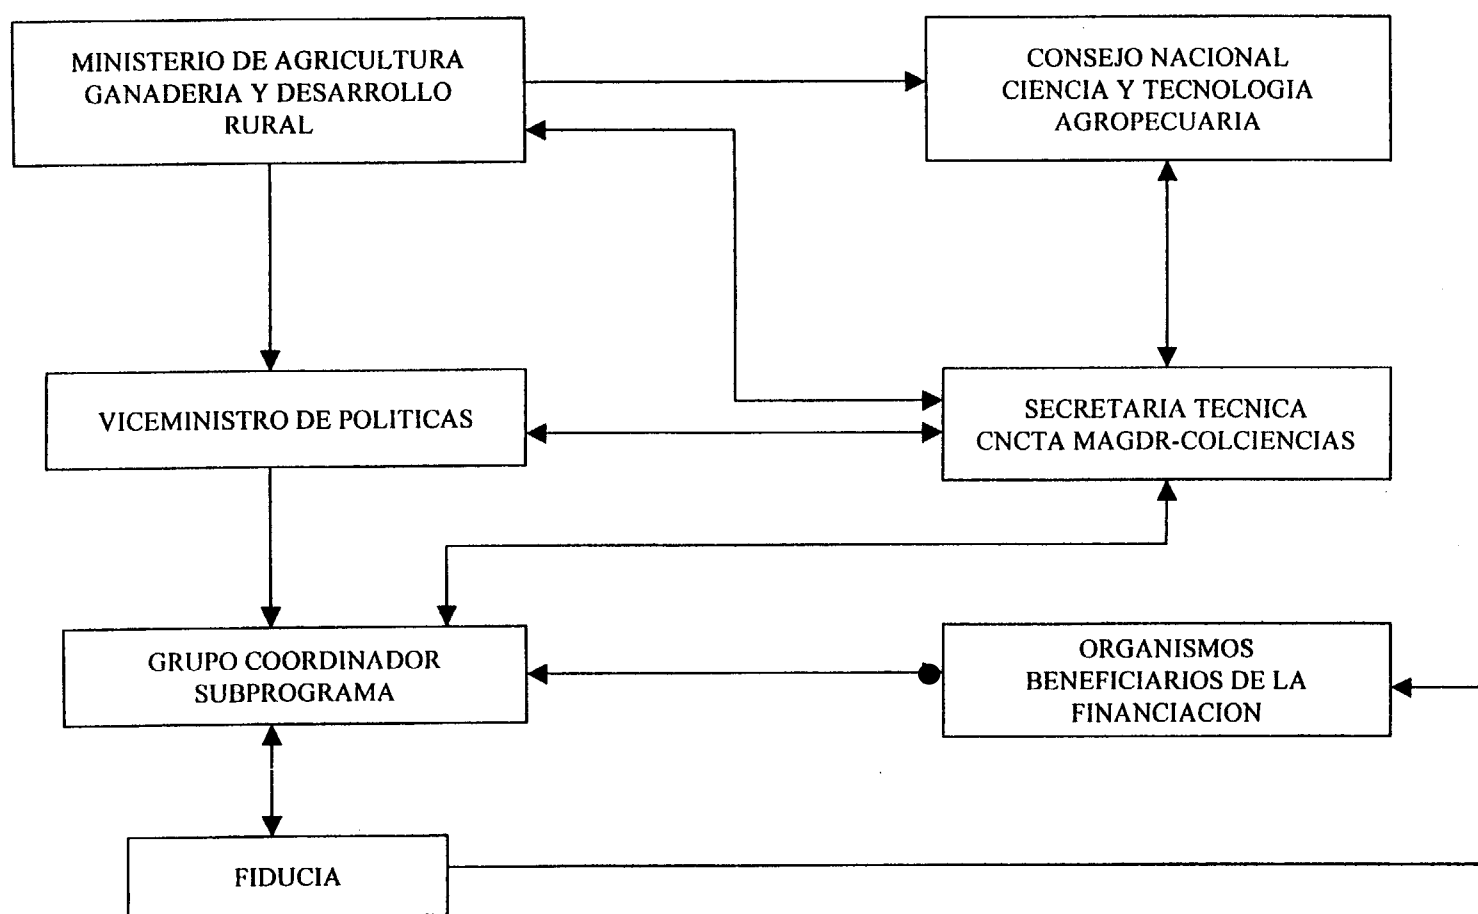 MINISTERIO DE AGRICULTURA
GANADERIA Y DESARROLLO
RURAL
CONSEJO NACIONAL
CIENCIA Y TECNOLOGIA
AGROPECUARIA
VICEMINISTRO DE POLITICAS
SECRETARIA TECNICA
CNCTA MAGDR-COLCIENCIAS
GRUPO COORDINADOR
SUBPROGRAMA
ORGANISMOS
BENEFICIARIOS DE LA
FINANCIACION
FIDUCIA